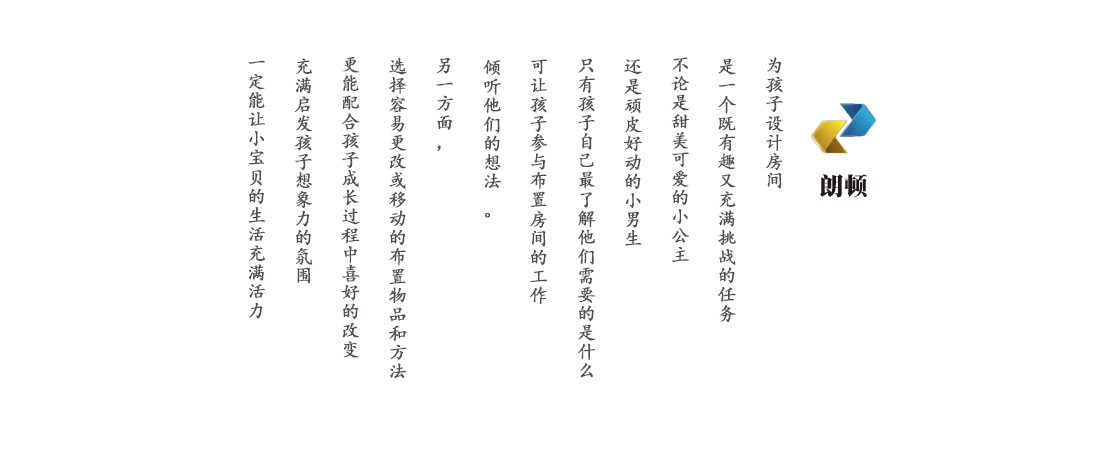 朗顿
为孩子设计房间
是一个既有趣又充满挑战的任务
不论是甜美可爱的小公主
还是顽皮好动的小男生
只有孩子自己最了解他们需要的是什么
可让孩子参与布置房间的工作
倾听他们的想法。
另一方面，
选择容易更改或移动的布置物品和方法
更能配合孩子成长过程中喜好的改变
充满启发孩子想象力的氛围
一定能让小宝贝的生活充满活力